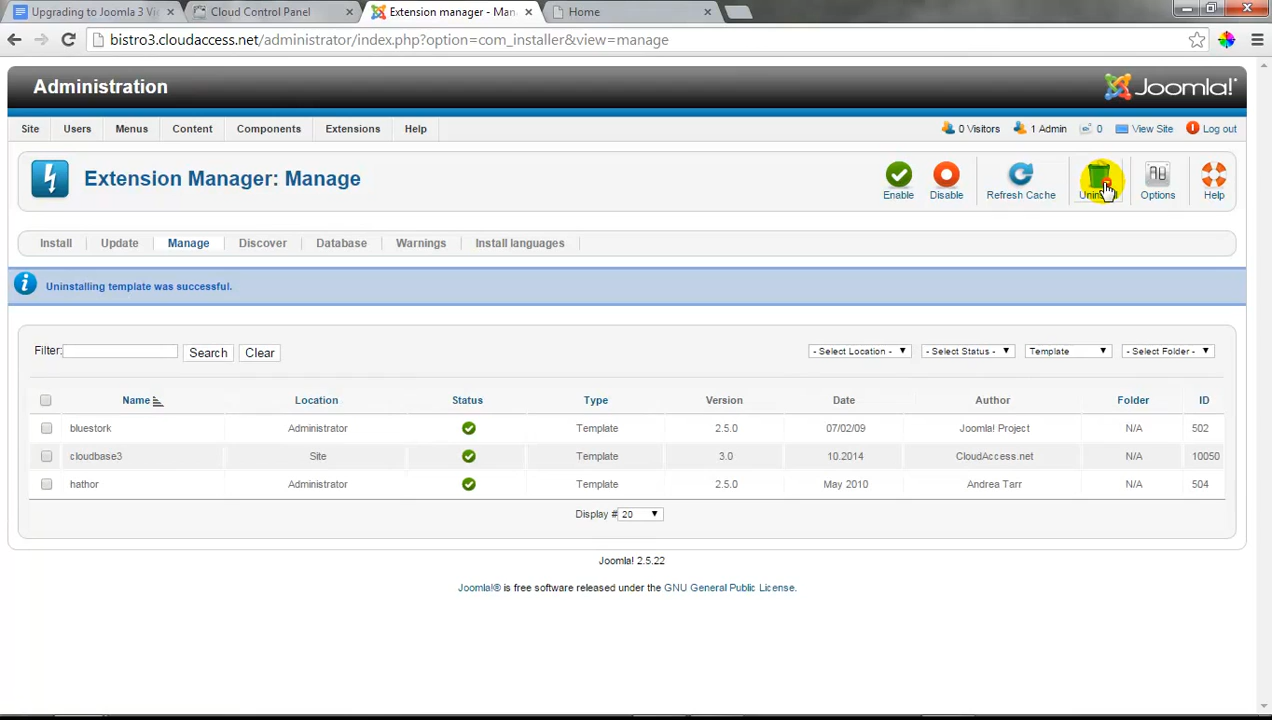 Upgrading to Joomla 3 Vi
Cloud Control Panel
Extension manager - Man
Home
bistro3.cloudaccess.net/administrator/index.php?option=com_installer&view=manage
Administration
Joomla!
Site Users Menus Content Components Extensions Help
0 Visitors 1 Admin 0 View Site Log out
Extension Manager: Manage
Enable Disable Refresh Cache Options Help
Install Update Manage Discover Database Warnings Install languages
Uninstalling template was successful.
Filter: Search Clear
- Select Location - - Select Status - Template - Select Folder -
Name Location Status Type Version Date Author Folder ID
bluestork Administrator Template 2.5.0 07/02/09 Joomla! Project N/A 502
cloudbase3 Site Template 3.0 10.2014 CloudAccess.net N/A 10050
hathor Administrator Template 2.5.0 May 2010 Andrea Tarr N/A 504
Display # 20
Joomla! 2.5.22
Joomla!® is free software released under the GNU General Public License.